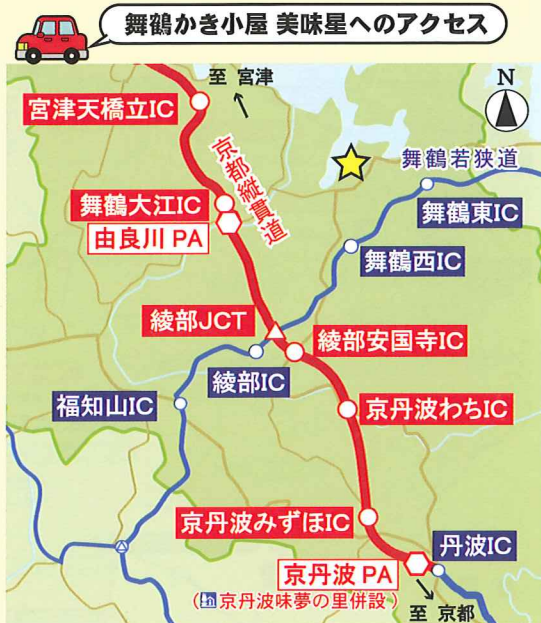 舞鶴かき小屋 美味星へのアクセス
至 宮津
N
宮津天橋立IC
京都縦貫道
舞鶴若狭道
舞鶴大江IC
舞鶴東IC
由良川 PA
舞鶴西IC
綾部JCT
綾部安国寺IC
綾部IC
福知山IC
京丹波わちIC
京丹波みずほIC
丹波IC
京丹波 PA
(京丹波味夢の里併設)
至 京都